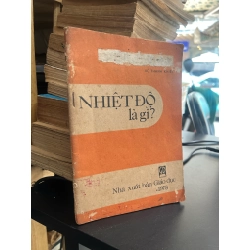 NHIỆT ĐỘ
là gì?
Nhà xuất bản Giáo dục